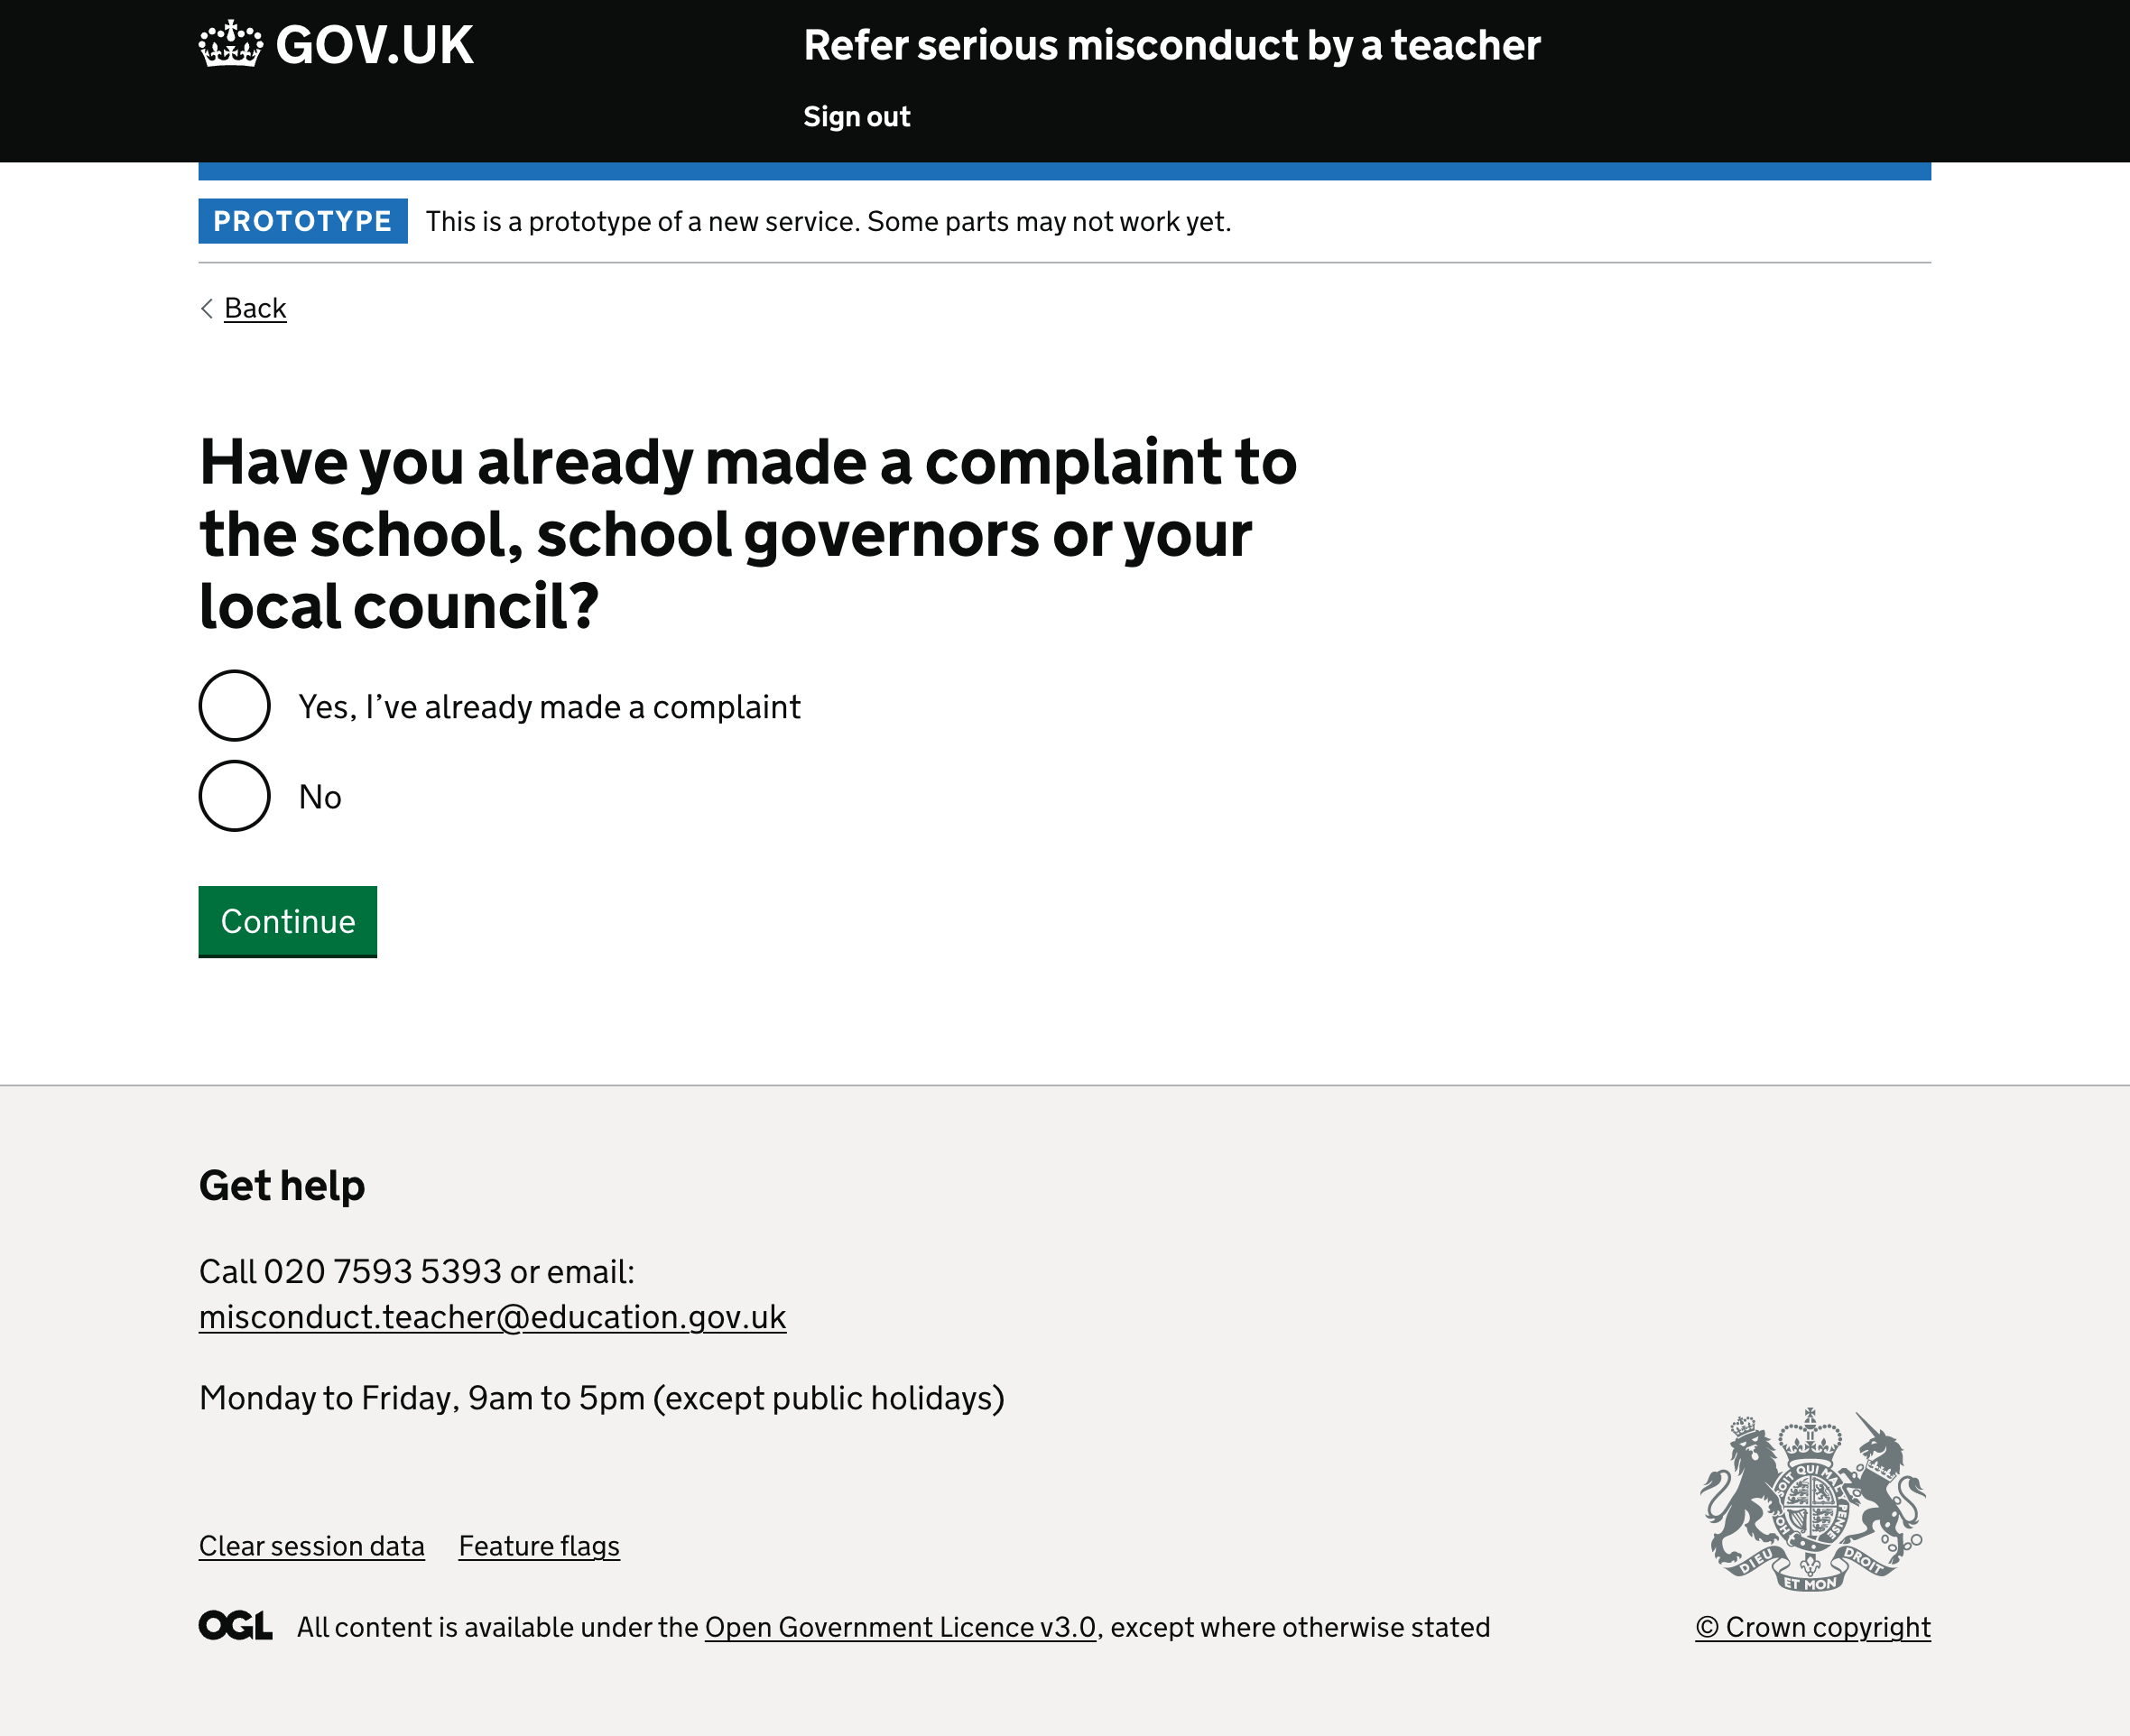 GOV.UK
Refer serious misconduct by a teacher
Sign out
PROTOTYPE This is a prototype of a new service. Some parts may not work yet.
Back
Have you already made a complaint to
the school, school governors or your
local council?
Yes, I’ve already made a complaint
No
Continue
Get help
Call 020 7593 5393 or email:
misconduct.teacher@education.gov.uk
Monday to Friday, 9am to 5pm (except public holidays)
Clear session data Feature flags
SOIT QUI MAL Y PENSE
DIEU ET MON DROIT
OGL All content is available under the Open Government Licence v3.0, except where otherwise stated
© Crown copyright